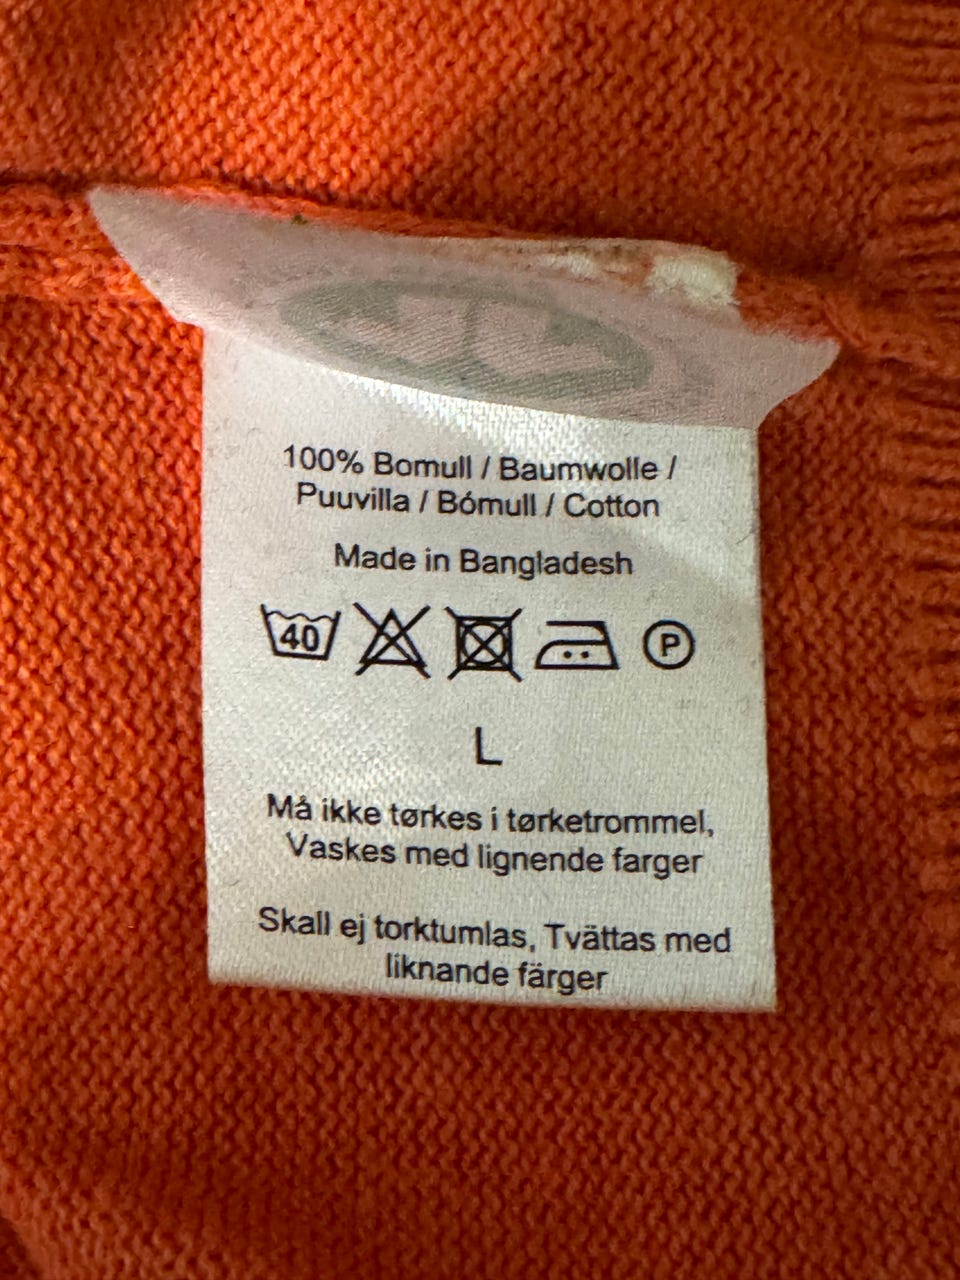 100% Bomull / Baumwolle /
Puuvilla / Bómull / Cotton
Made in Bangladesh
40 P
L
Må ikke tørkes i tørketrommel,
Vaskes med lignende farger
Skall ej torktumlas, Tvättas med
liknande färger